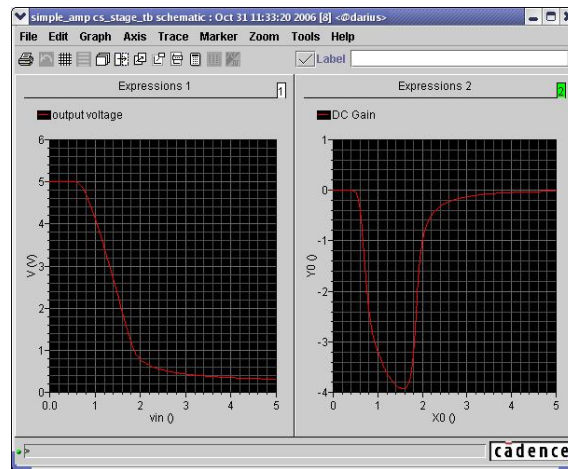 simple_amp cs_stage_tb schematic : Oct 31 11:33:20 2006 [8] <@darius>
File Edit Graph Axis Trace Marker Zoom Tools Help
Label
Expressions 1
1
output voltage
6
5
4
3
2
1
0
V (V)
0.0 1 2 3 4 5
vin ()
Expressions 2
2
DC Gain
1
0
-1
-2
-3
-4
Y0 ()
0 1 2 3 4 5
X0 ()
>
cādence